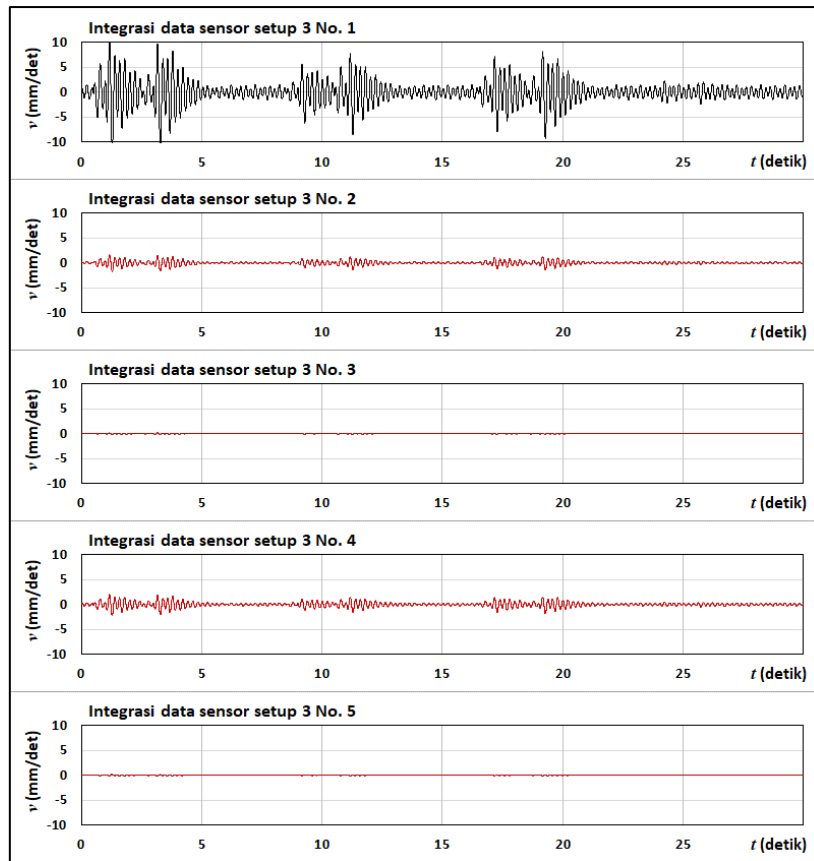 Integrasi data sensor setup 3 No. 1
v (mm/det)
10
5
0
-5
-10
0 5 10 15 20 25 t (detik)
Integrasi data sensor setup 3 No. 2
v (mm/det)
10
5
0
-5
-10
0 5 10 15 20 25 t (detik)
Integrasi data sensor setup 3 No. 3
v (mm/det)
10
5
0
-5
-10
0 5 10 15 20 25 t (detik)
Integrasi data sensor setup 3 No. 4
v (mm/det)
10
5
0
-5
-10
0 5 10 15 20 25 t (detik)
Integrasi data sensor setup 3 No. 5
v (mm/det)
10
5
0
-5
-10
0 5 10 15 20 25 t (detik)